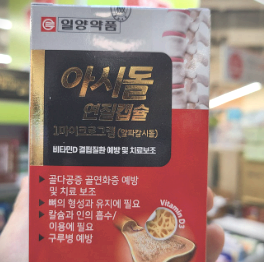 일양약품
아시돌
연질캡슐
1마이크로그램 (알파칼시돌)
비타민D 결핍질환 예방 및 치료보조
▶ 골다공증 골연화증 예방
및 치료 보조
▶ 뼈의 형성과 유지에 필요
▶ 칼슘과 인의 흡수/
이용에 필요
▶ 구루병 예방
Vitamin D3